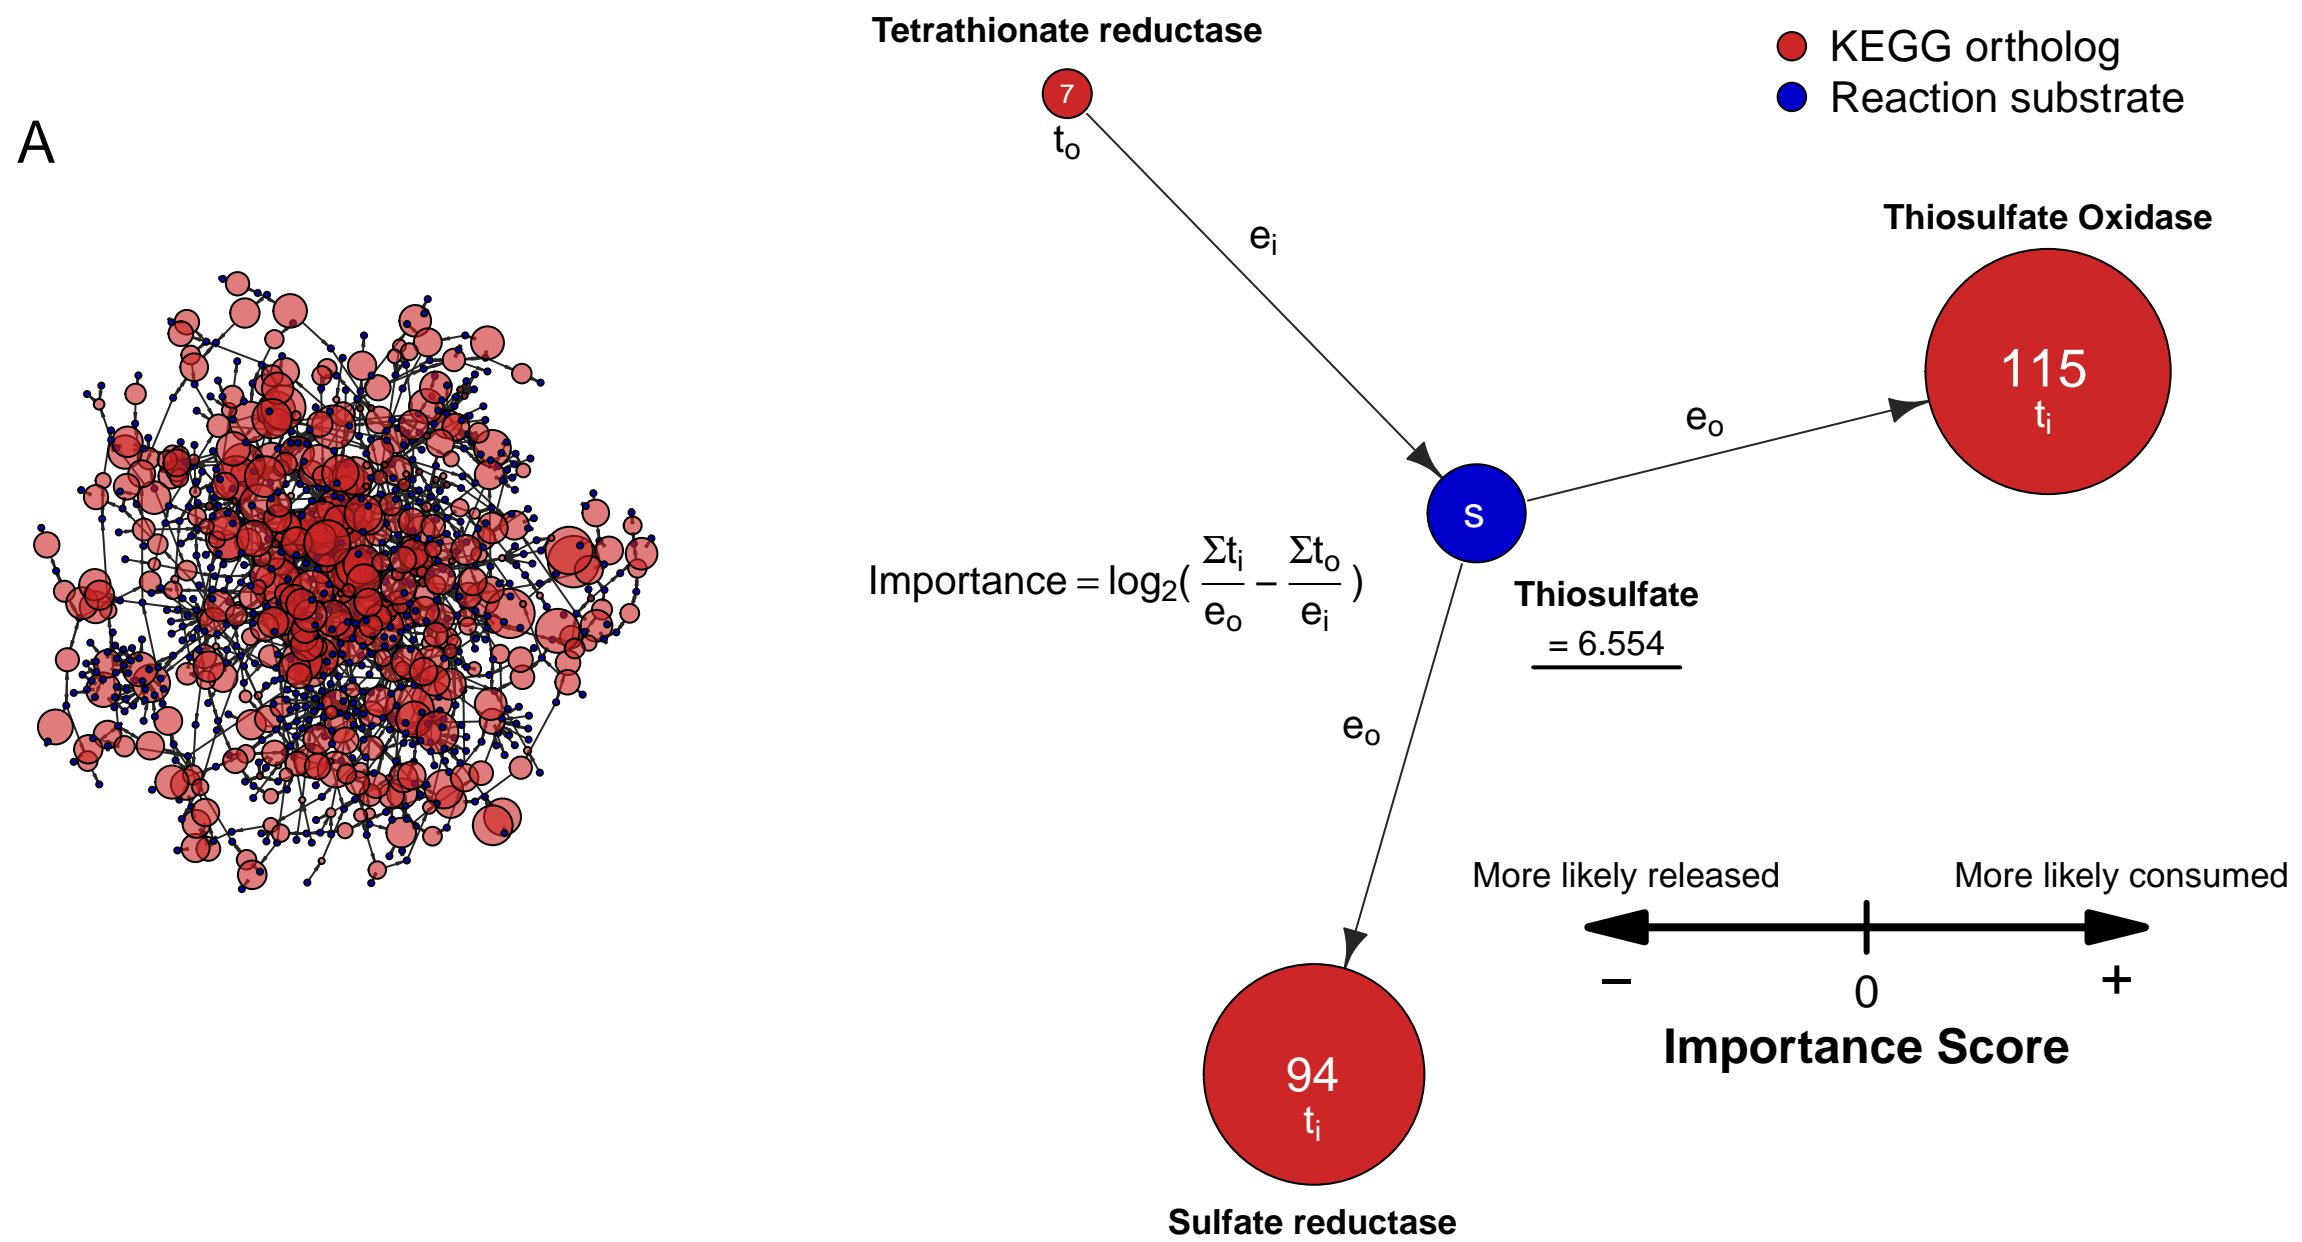 A
Tetrathionate reductase
7
to
KEGG ortholog
Reaction substrate
ei
Thiosulfate Oxidase
115
ti
eo
s
Importance = log2( Σti/eo − Σto/ei )
Thiosulfate
= 6.554
eo
94
ti
Sulfate reductase
More likely released
More likely consumed
− 0 +
Importance Score